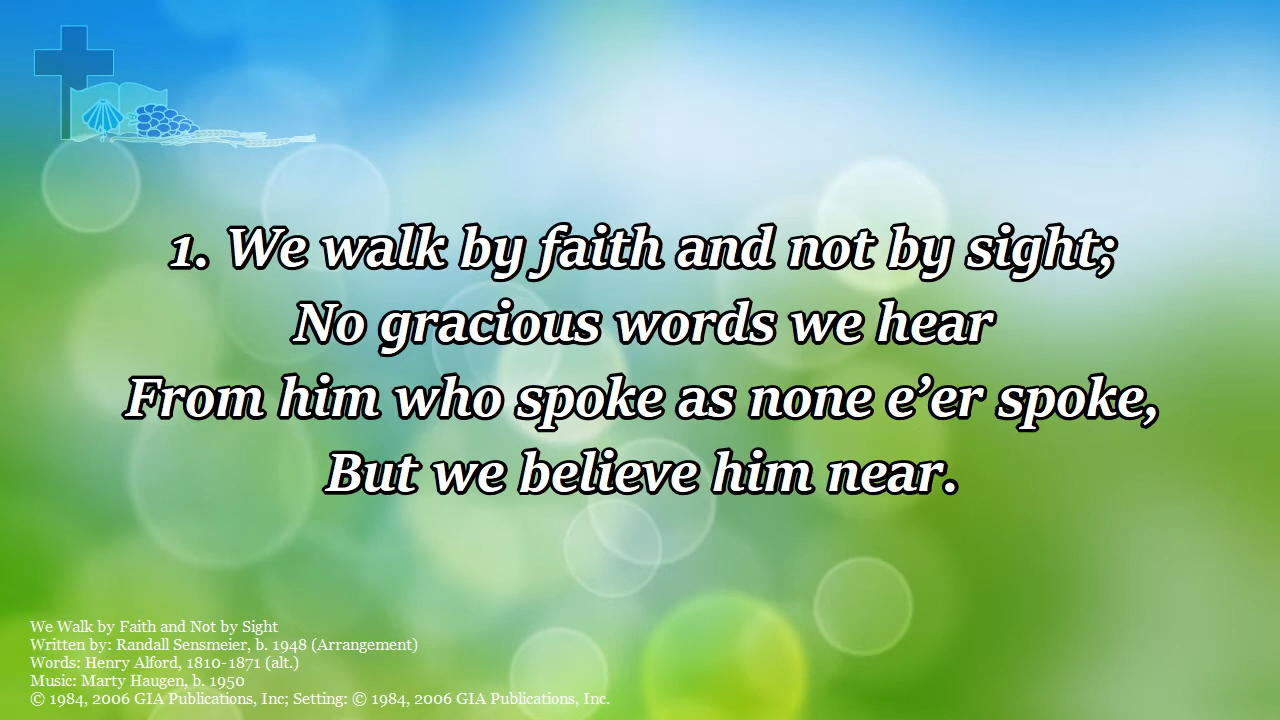 1. We walk by faith and not by sight;
No gracious words we hear
From him who spoke as none e’er spoke,
But we believe him near.
We Walk by Faith and Not by Sight
Written by: Randall Sensmeier, b. 1948 (Arrangement)
Words: Henry Alford, 1810-1871 (alt.)
Music: Marty Haugen, b. 1950
© 1984, 2006 GIA Publications, Inc; Setting: © 1984, 2006 GIA Publications, Inc.